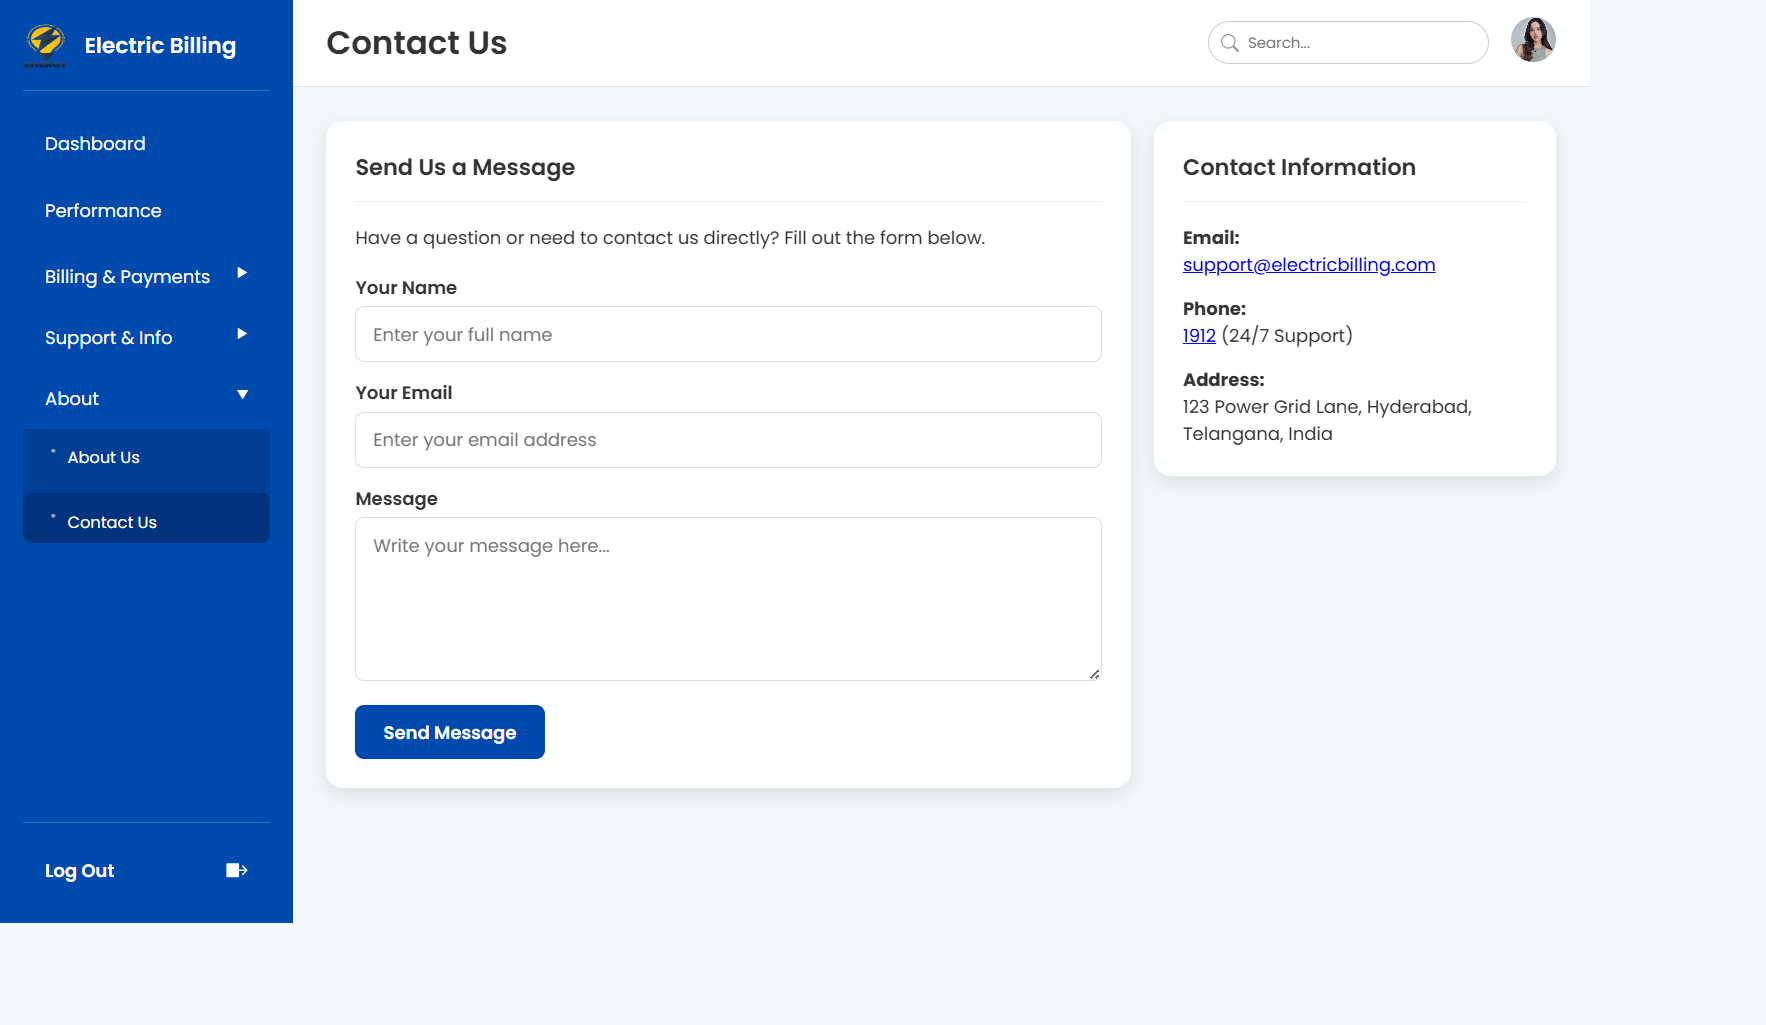 Electric Billing
Dashboard
Performance
Billing & Payments
Support & Info
About
About Us
Contact Us
Log Out
Contact Us
Search...
Send Us a Message
Have a question or need to contact us directly? Fill out the form below.
Your Name
Enter your full name
Your Email
Enter your email address
Message
Write your message here...
Send Message
Contact Information
Email:
support@electricbilling.com
Phone:
1912 (24/7 Support)
Address:
123 Power Grid Lane, Hyderabad,
Telangana, India